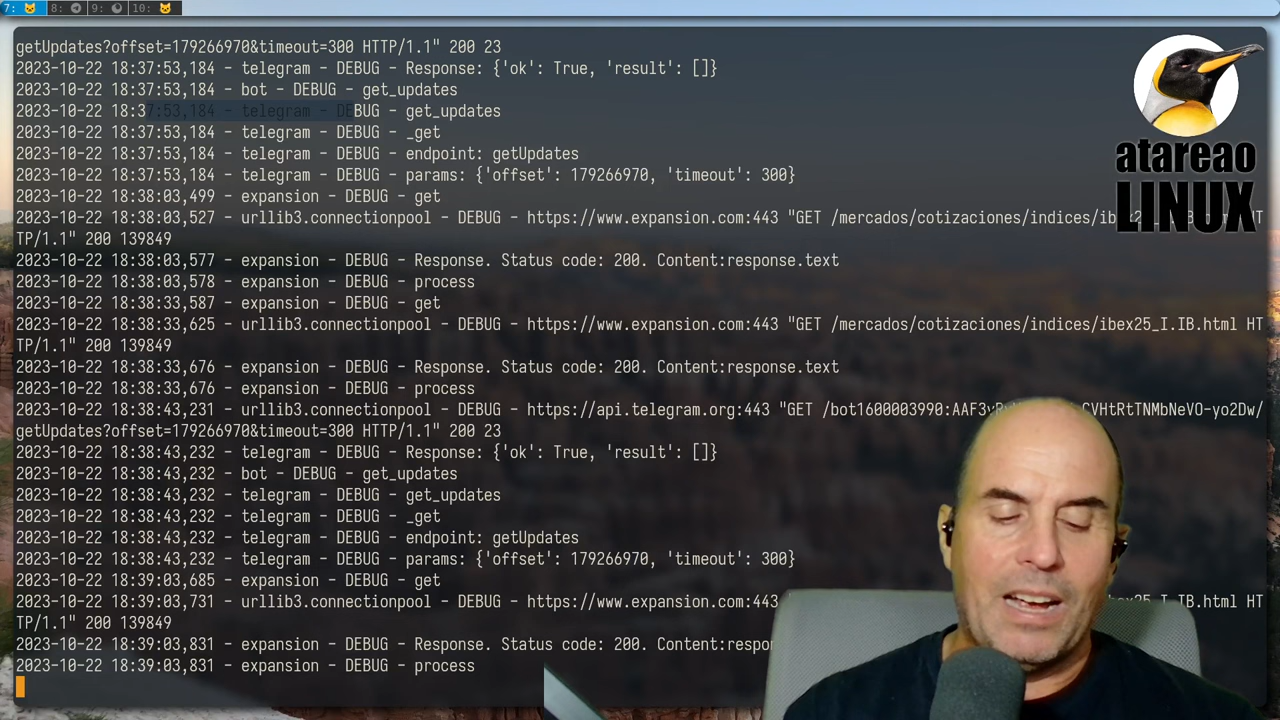 7: 8: 9: 10:
getUpdates?offset=179266970&timeout=300 HTTP/1.1" 200 23
2023-10-22 18:37:53,184 - telegram - DEBUG - Response: {'ok': True, 'result': []}
2023-10-22 18:37:53,184 - bot - DEBUG - get_updates
2023-10-22 18:37:53,184 - telegram - DEBUG - get_updates
2023-10-22 18:37:53,184 - telegram - DEBUG - _get
2023-10-22 18:37:53,184 - telegram - DEBUG - endpoint: getUpdates
2023-10-22 18:37:53,184 - telegram - DEBUG - params: {'offset': 179266970, 'timeout': 300}
2023-10-22 18:38:03,499 - expansion - DEBUG - get
2023-10-22 18:38:03,527 - urllib3.connectionpool - DEBUG - https://www.expansion.com:443 "GET HT
TP/1.1" 200 139849
2023-10-22 18:38:03,577 - expansion - DEBUG - Response. Status code: 200. Content:response.text
2023-10-22 18:38:03,578 - expansion - DEBUG - process
2023-10-22 18:38:33,587 - expansion - DEBUG - get
2023-10-22 18:38:33,625 - urllib3.connectionpool - DEBUG - https://www.expansion.com:443 "GET /mercados/cotizaciones/indices/ibex25_I.IB.html HT
TP/1.1" 200 139849
2023-10-22 18:38:33,676 - expansion - DEBUG - Response. Status code: 200. Content:response.text
2023-10-22 18:38:33,676 - expansion - DEBUG - process
2023-10-22 18:38:43,231 - urllib3.connectionpool - DEBUG - https://api.telegram.org:443 "GET
getUpdates?offset=179266970&timeout=300 HTTP/1.1" 200 23
2023-10-22 18:38:43,232 - telegram - DEBUG - Response: {'ok': True, 'result': []}
2023-10-22 18:38:43,232 - bot - DEBUG - get_updates
2023-10-22 18:38:43,232 - telegram - DEBUG - get_updates
2023-10-22 18:38:43,232 - telegram - DEBUG - _get
2023-10-22 18:38:43,232 - telegram - DEBUG - endpoint: getUpdates
2023-10-22 18:38:43,232 - telegram - DEBUG - params: {'offset': 179266970, 'timeout': 300}
2023-10-22 18:39:03,685 - expansion - DEBUG - get
2023-10-22 18:39:03,731 - urllib3.connectionpool - DEBUG - https://www.expansion.com:443 HT
TP/1.1" 200 139849
2023-10-22 18:39:03,831 - expansion - DEBUG - Response. Status code: 200.
2023-10-22 18:39:03,831 - expansion - DEBUG - process
atareao
LINUX